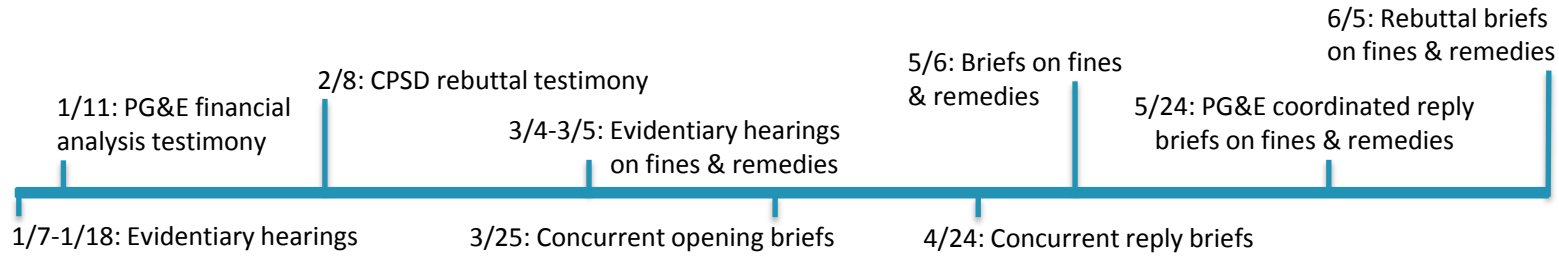 6/5: Rebuttal briefs
on fines & remedies
5/6: Briefs on fines
& remedies
2/8: CPSD rebuttal testimony
1/11: PG&E financial
analysis testimony
5/24: PG&E coordinated reply
briefs on fines & remedies
3/4-3/5: Evidentiary hearings
on fines & remedies
1/7-1/18: Evidentiary hearings
3/25: Concurrent opening briefs
4/24: Concurrent reply briefs